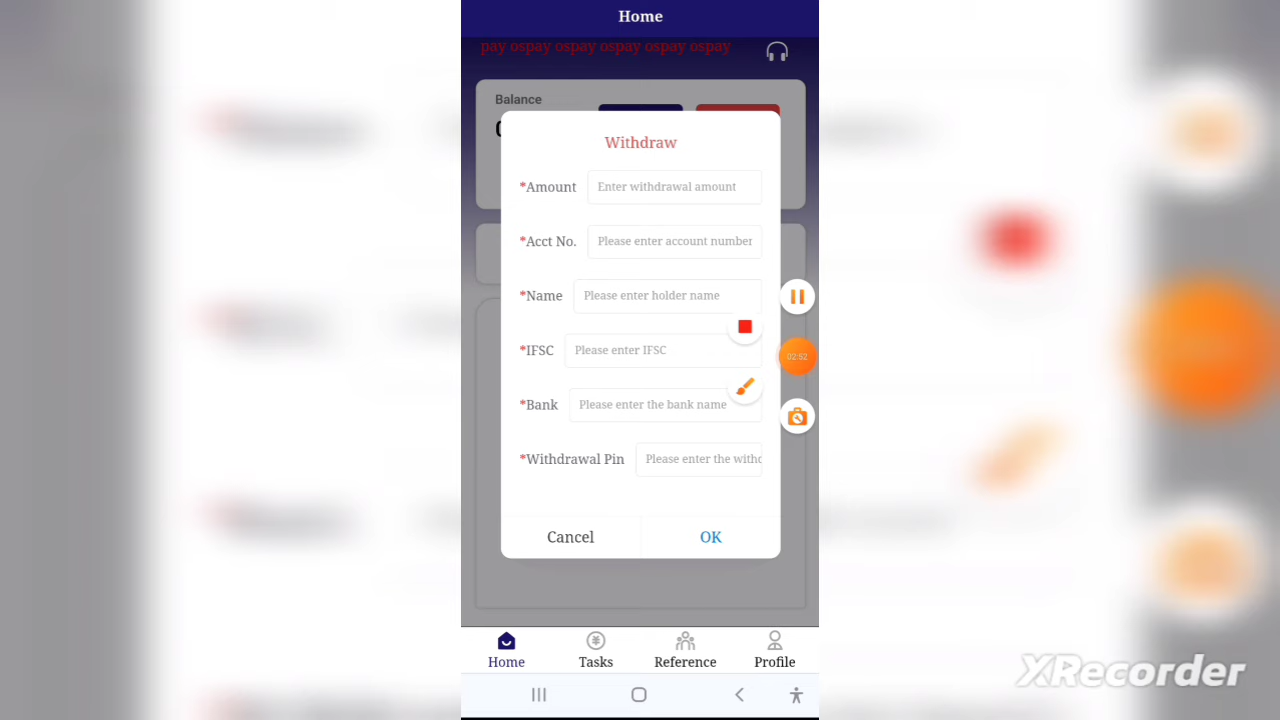 Home
pay ospay ospay ospay ospay ospay
Balance
Withdraw
*Amount Enter withdrawal amount
*Acct No. Please enter account number
*Name Please enter holder name
*IFSC Please enter IFSC
02:52
*Bank Please enter the bank name
*Withdrawal Pin Please enter the withd
Cancel OK
Home Tasks Reference Profile
XRecorder